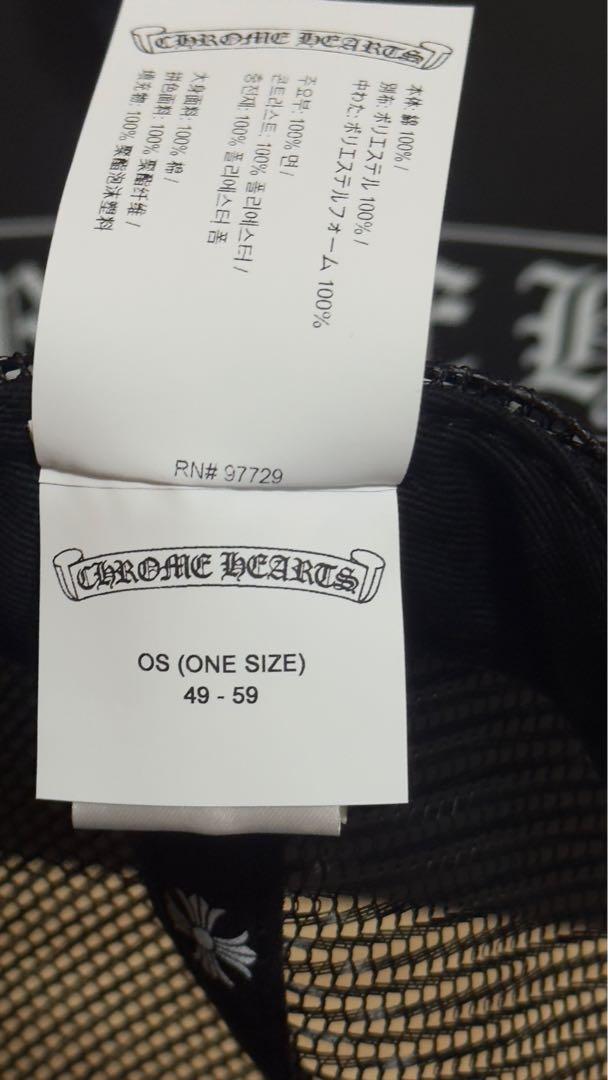 CHROME HEARTS
本体: 綿 100% /
別布: ポリエステル 100% /
中わた: ポリエステルフォーム 100%
주요부: 100% 면 /
콘트라스트: 100% 폴리에스터 /
충전재: 100% 폴리에스터 폼
大身面料: 100% 棉 /
拼色面料: 100% 聚酯纤维 /
填充物: 100% 聚酯泡沫塑料
RN# 97729
CHROME HEARTS
OS (ONE SIZE)
49 - 59